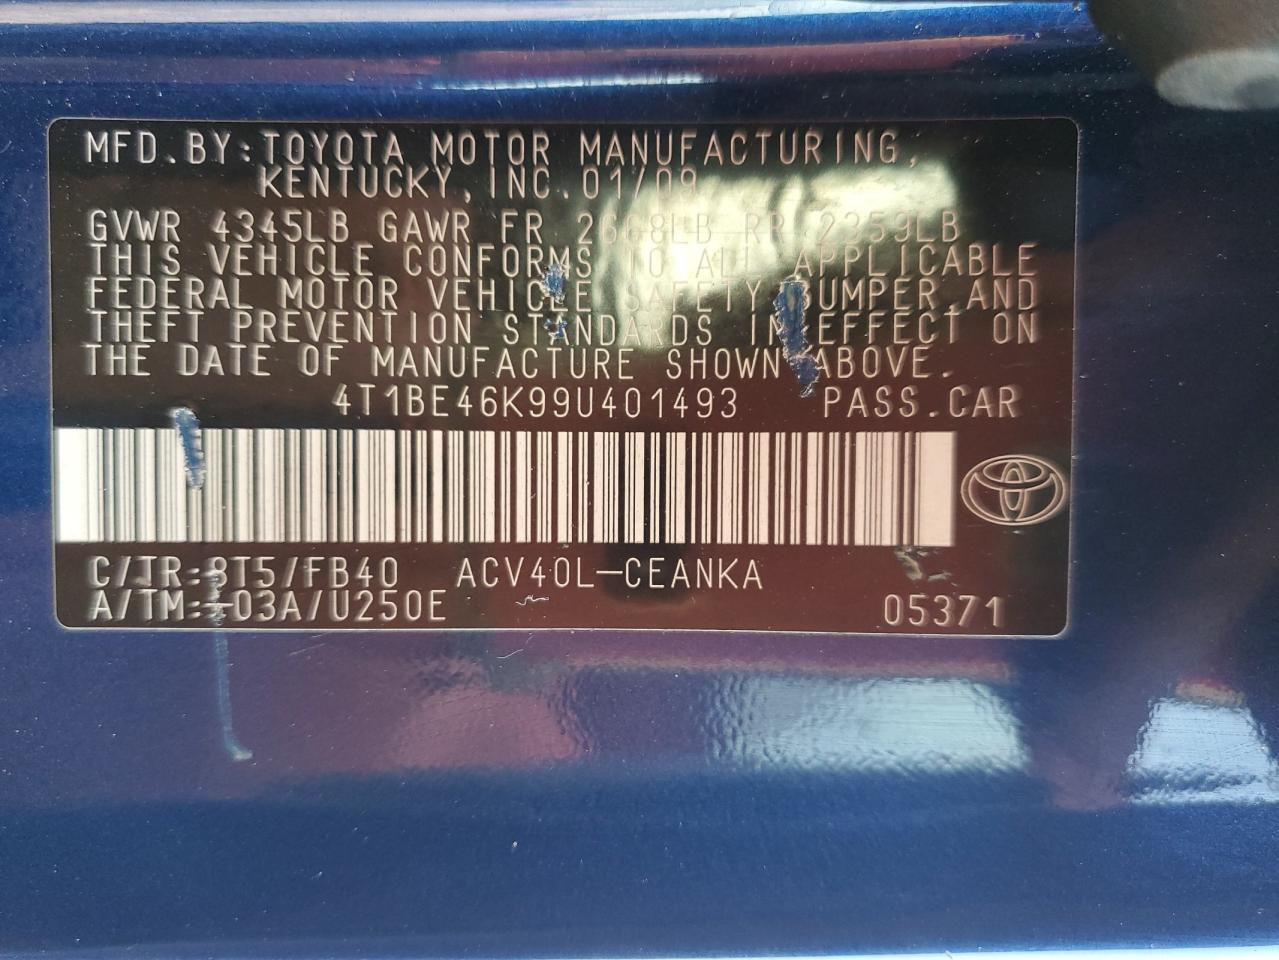 MFD.BY:TOYOTA MOTOR MANUFACTURING,
KENTUCKY, INC. 01/09
GVWR 4345LB GAWR FR 2668LB RR 2359LB
THIS VEHICLE CONFORMS TO ALL APPLICABLE
FEDERAL MOTOR VEHICLE SAFETY, BUMPER,AND
THEFT PREVENTION STANDARDS IN EFFECT ON
THE DATE OF MANUFACTURE SHOWN ABOVE.
4T1BE46K99U401493 PASS.CAR
C/TR:8T5/FB40 ACV40L-CEANKA
A/TM:-03A/U250E
05371